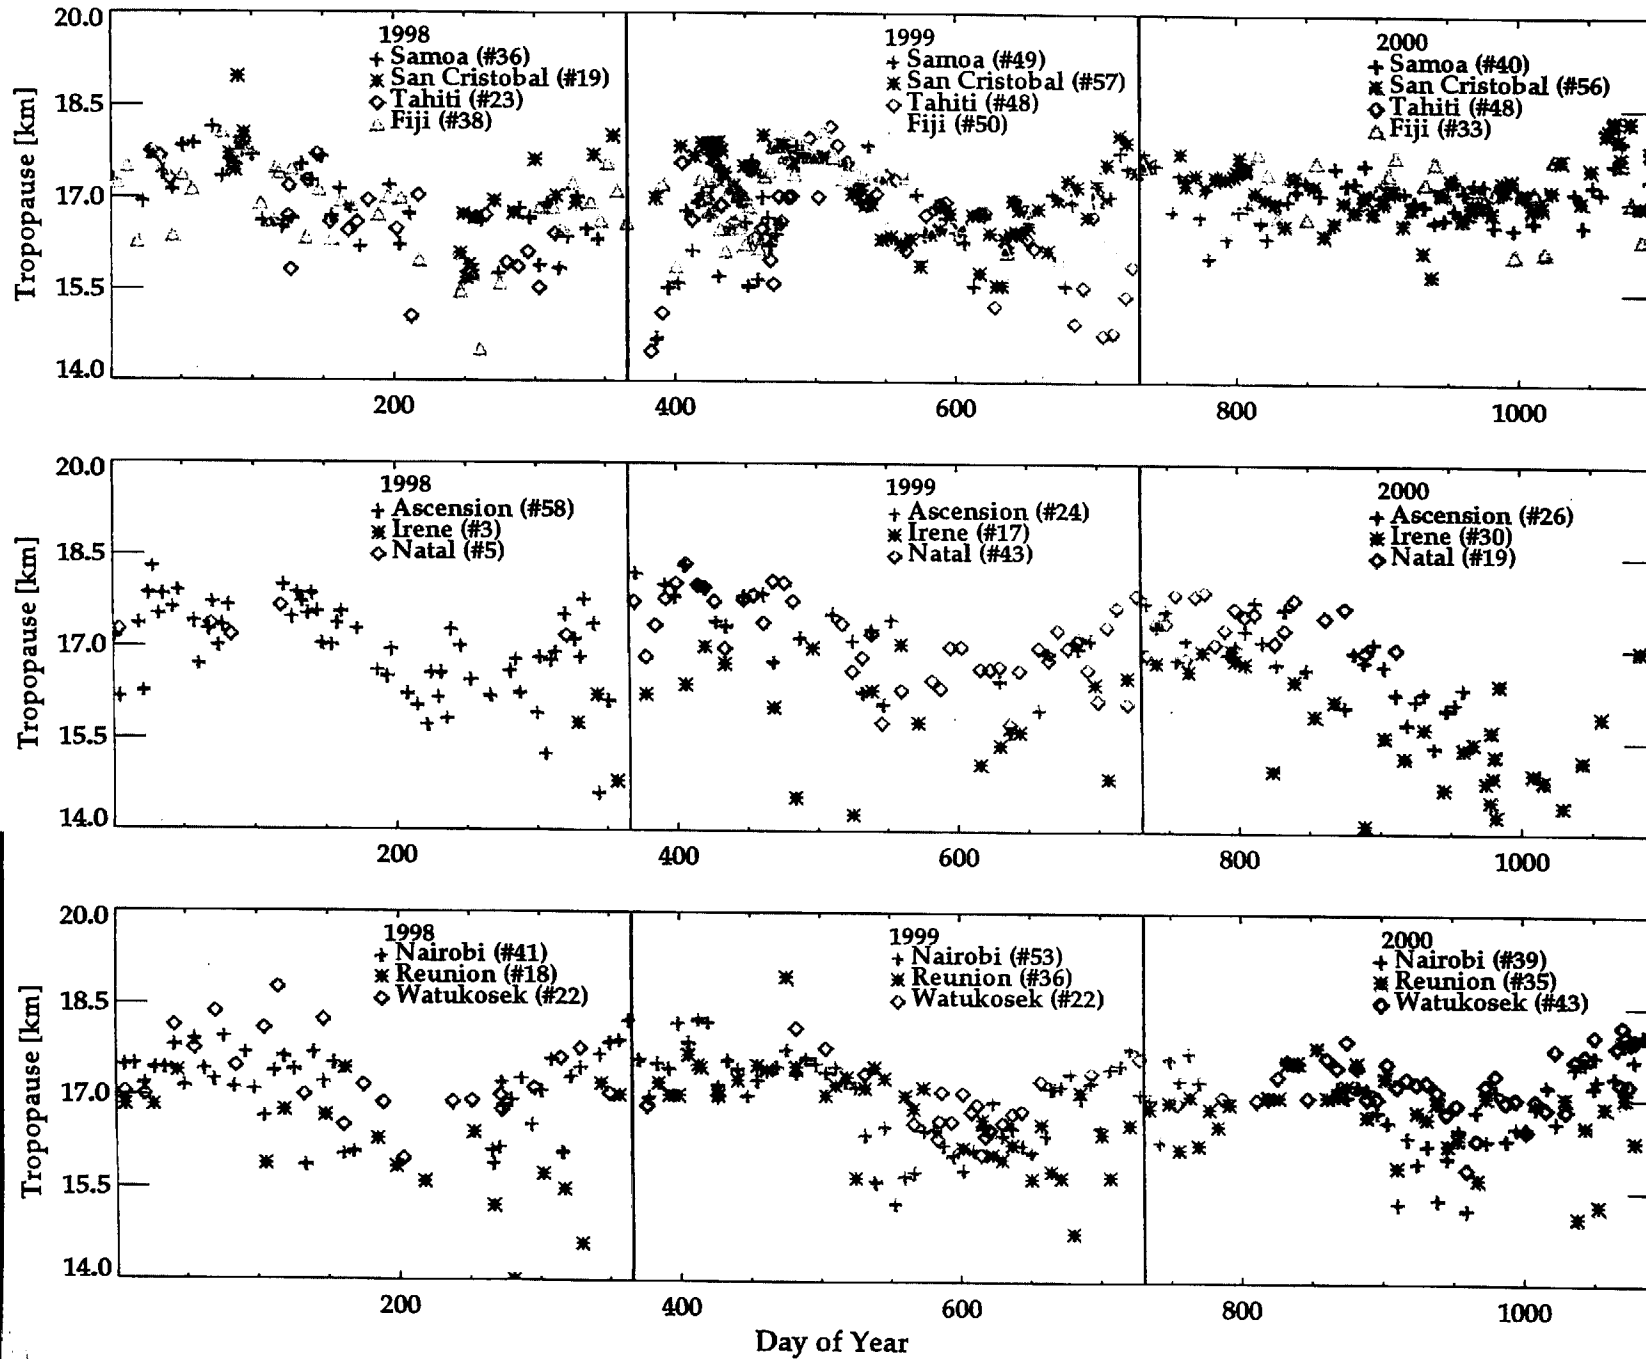 20.0
18.5
17.0
15.5
14.0
Tropopause [km]
1998
Samoa (#36)
San Cristobal (#19)
Tahiti (#23)
Fiji (#38)
1999
Samoa (#49)
San Cristobal (#57)
Tahiti (#48)
Fiji (#50)
2000
Samoa (#40)
San Cristobal (#56)
Tahiti (#48)
Fiji (#33)
200
400
600
800
1000
20.0
18.5
17.0
15.5
14.0
Tropopause [km]
1998
Ascension (#58)
Irene (#3)
Natal (#5)
1999
Ascension (#24)
Irene (#17)
Natal (#43)
2000
Ascension (#26)
Irene (#30)
Natal (#19)
200
400
600
800
1000
20.0
18.5
17.0
15.5
14.0
Tropopause [km]
1998
Nairobi (#41)
Reunion (#18)
Watukosek (#22)
1999
Nairobi (#53)
Reunion (#36)
Watukosek (#22)
2000
Nairobi (#39)
Reunion (#35)
Watukosek (#43)
200
400
600
800
1000
Day of Year